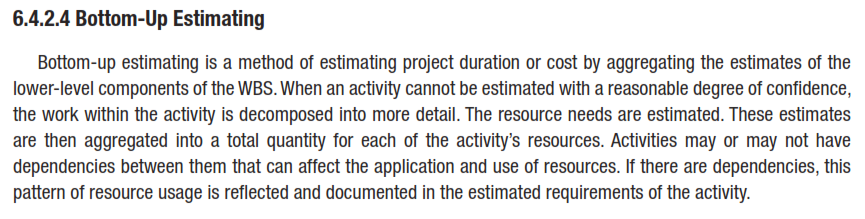 6.4.2.4 Bottom-Up Estimating
Bottom-up estimating is a method of estimating project duration or cost by aggregating the estimates of the
lower-level components of the WBS. When an activity cannot be estimated with a reasonable degree of confidence,
the work within the activity is decomposed into more detail. The resource needs are estimated. These estimates
are then aggregated into a total quantity for each of the activity's resources. Activities may or may not have
dependencies between them that can affect the application and use of resources. If there are dependencies, this
pattern of resource usage is reflected and documented in the estimated requirements of the activity.